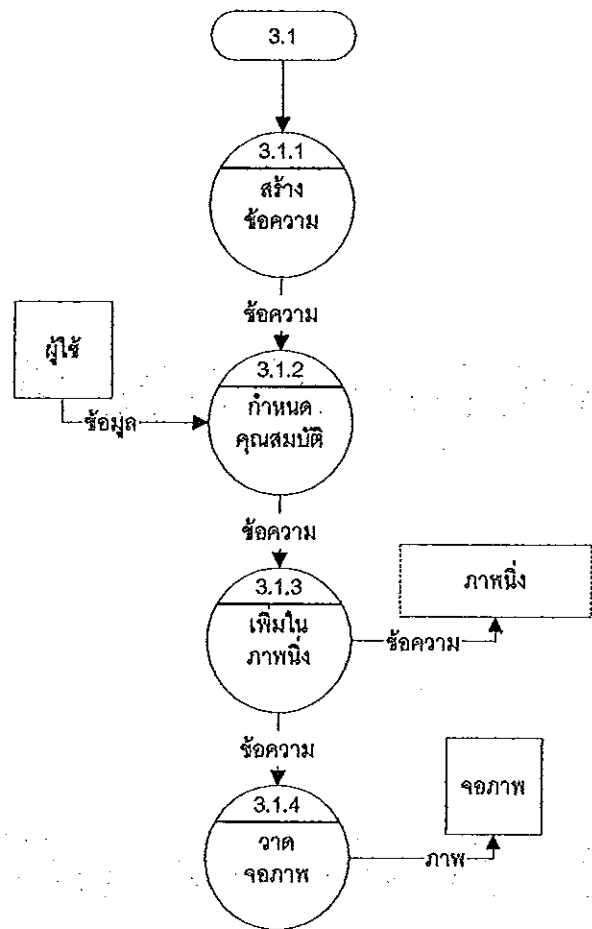 3.1
3.1.1
สร้าง
ข้อความ
ข้อความ
ผู้ใช้
ข้อมูล
3.1.2
กำหนด
คุณสมบัติ
ข้อความ
3.1.3
เพิ่มใน
ภาพนิ่ง
ข้อความ
ภาพนิ่ง
ข้อความ
3.1.4
วาด
จอภาพ
ภาพ
จอภาพ